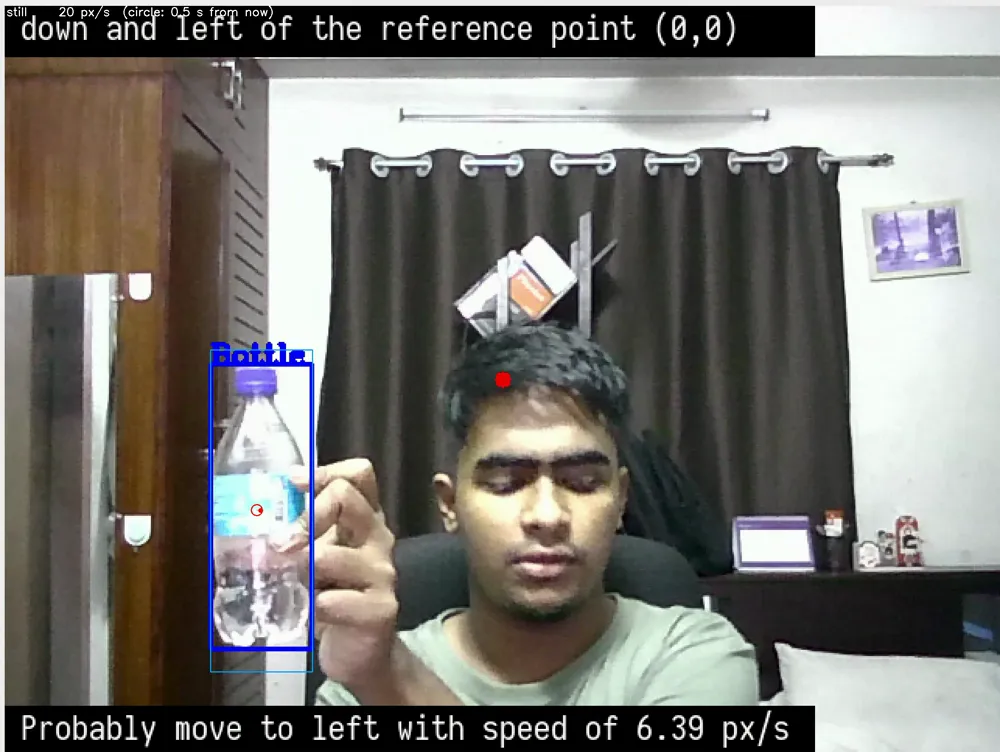 still     20 px/s  (circle: 0.5 s from now)
down and left of the reference point (0,0)
Bottle
Probably move to left with speed of 6.39 px/s